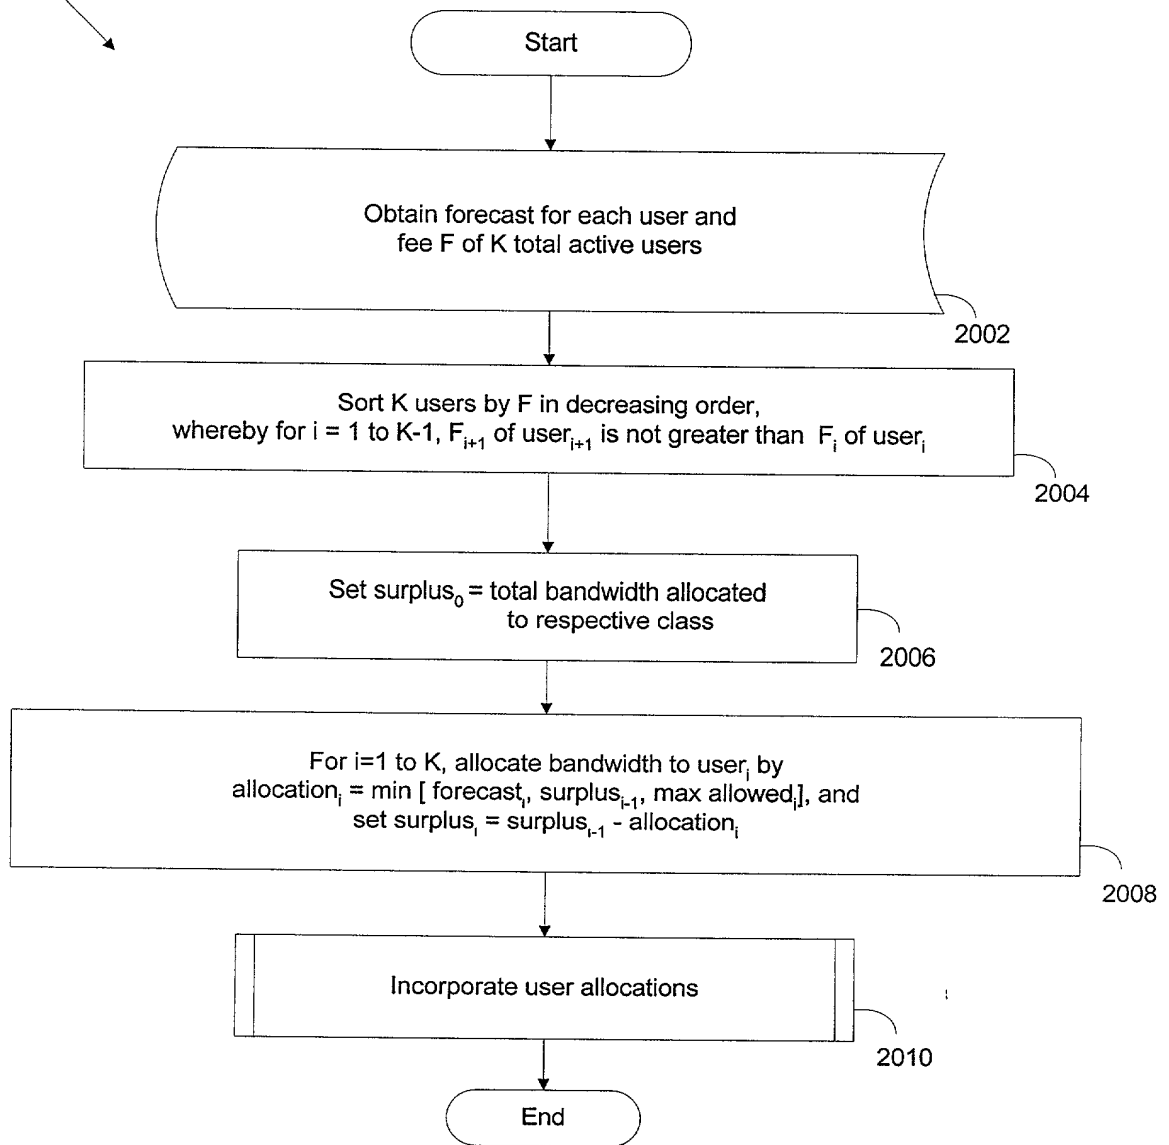 Start
Obtain forecast for each user and
fee F of K total active users
2002
Sort K users by F in decreasing order,
whereby for i = 1 to K-1, F_{i+1} of user_{i+1} is not greater than F_i of user_i
2004
Set surplus_0 = total bandwidth allocated
to respective class
2006
For i=1 to K, allocate bandwidth to user_i by
allocation_i = min [ forecast_i, surplus_{i-1}, max allowed_i], and
set surplus_i = surplus_{i-1} - allocation_i
2008
Incorporate user allocations
2010
End